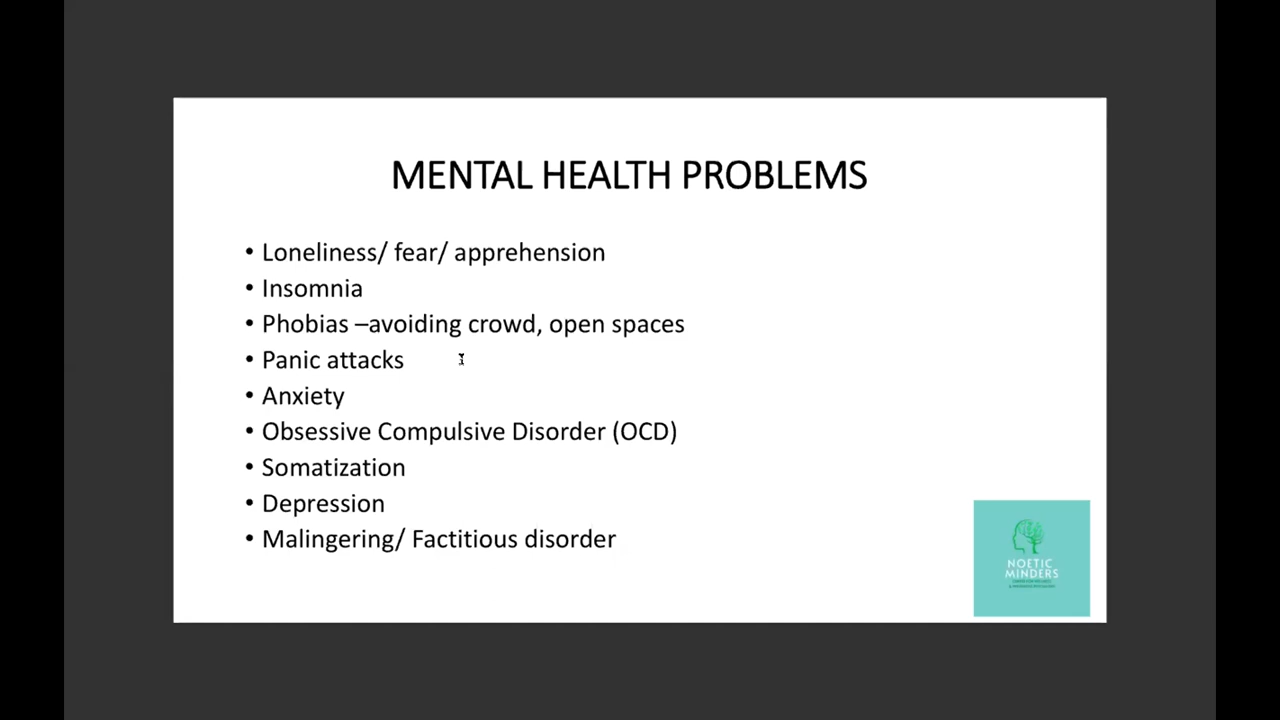 MENTAL HEALTH PROBLEMS
• Loneliness/ fear/ apprehension
• Insomnia
• Phobias –avoiding crowd, open spaces
• Panic attacks
• Anxiety
• Obsessive Compulsive Disorder (OCD)
• Somatization
• Depression
• Malingering/ Factitious disorder
NOETIC
MINDERS